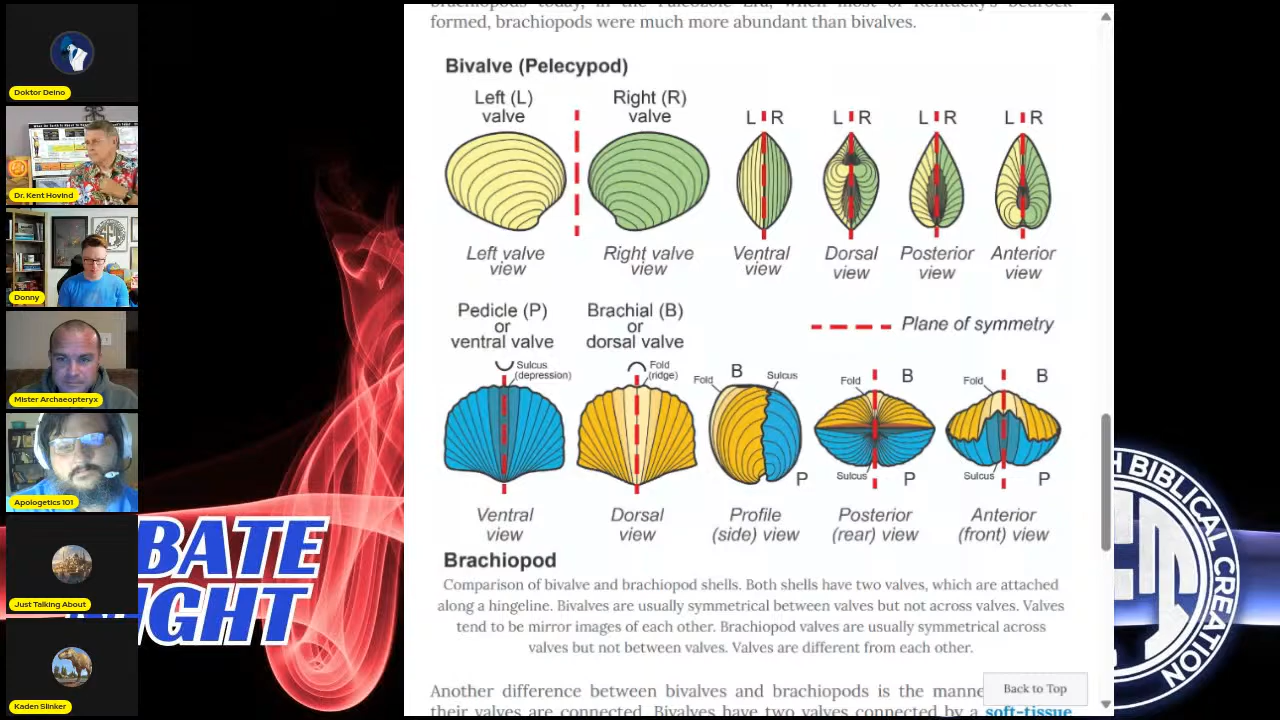 brachiopods today, in the Paleozoic Era, when most of Kentucky's bedrock
formed, brachiopods were much more abundant than bivalves.
Bivalve (Pelecypod)
Left (L)
valve
Right (R)
valve
L R
L R
L R
L R
Left valve
view
Right valve
view
Ventral
view
Dorsal
view
Posterior
view
Anterior
view
Pedicle (P)
or
ventral valve
Brachial (B)
or
dorsal valve
Plane of symmetry
Sulcus
(depression)
Fold
(ridge)
Fold
B
Sulcus
P
Fold
B
Sulcus
P
Fold
B
Sulcus
P
Ventral
view
Dorsal
view
Profile
(side) view
Posterior
(rear) view
Anterior
(front) view
Brachiopod
Comparison of bivalve and brachiopod shells. Both shells have two valves, which are attached
along a hingeline. Bivalves are usually symmetrical between valves but not across valves. Valves
tend to be mirror images of each other. Brachiopod valves are usually symmetrical across
valves but not between valves. Valves are different from each other.
Another difference between bivalves and brachiopods is the manne
their valves are connected. Bivalves have two valves connected by a soft-tissue
Back to Top
Doktor Deino
Dr. Kent Hovind
Donny
Mister Archaeopteryx
Apologetics 101
Just Talking About
Kaden Slinker
BATE
IGHT
H BIBLICAL CREATION